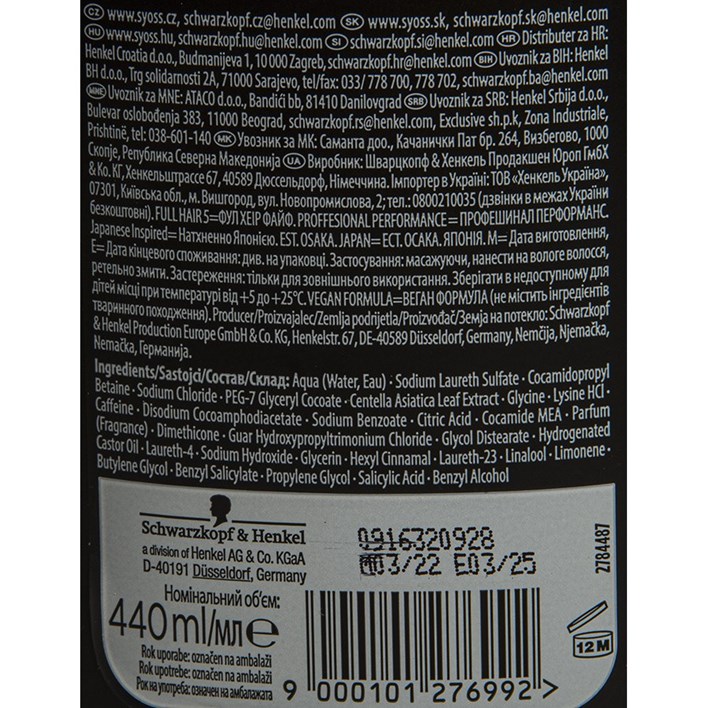 CZ www.syoss.cz, schwarzkopf.cz@henkel.com SK www.syoss.sk, schwarzkopf.sk@henkel.com
HU www.syoss.hu, schwarzkopf.hu@henkel.com SI schwarzkopf.si@henkel.com HR Distributer za HR:
Henkel Croatia d.o.o., Budmanijeva 1, 10 000 Zagreb, schwarzkopf.hr@henkel.com BIH Uvoznik za BIH: Henkel
BH d.o.o., Trg solidarnosti 2A, 71000 Sarajevo, tel/fax: 033/ 778 700, 778 702, schwarzkopf.ba@henkel.com
MNE Uvoznik za MNE: ATACO d.o.o., Bandići bb, 81410 Danilovgrad SRB Uvoznik za SRB: Henkel Srbija d.o.o.,
Bulevar oslobođenja 383, 11000 Beograd, schwarzkopf.rs@henkel.com, Exclusive sh.p.k, Zona Industriale,
Prishtinë, tel: 038-601-140 MK Увозник за МК: Саманта доо., Качанички Пат бр. 264, Визбегово, 1000
Скопје, Република Северна Македонија UA Виробник: Шварцкопф & Хенкель Продакшен Юроп ГмбХ
& Ко. КГ, Хенкельштрассе 67, 40589 Дюссельдорф, Німеччина. Імпортер в Україні: ТОВ «Хенкель Україна»,
07301, Київська обл., м. Вишгород, вул. Новопромислова, 2; тел.: 0800210035 (дзвінки в межах України
безкоштовні). FULL HAIR 5=ФУЛ ХЕІР ФАЙФ. PROFFESIONAL PERFORMANCE= ПРОФЕШИНАЛ ПЕРФОРМАНС.
Japanese Inspired= Натхненно Японією. EST. OSAKA. JAPAN= ЕСТ. ОСАКА. ЯПОНІЯ. M= Дата виготовлення,
E= Дата кінцевого споживання: див. на упаковці. Застосування: масажуючи, нанести на вологе волосся,
ретельно змити. Застереження: тільки для зовнішнього використання. Зберігати в недоступному для
дітей місці при температурі від +5 до +25°C. VEGAN FORMULA=ВЕГАН ФОРМУЛА (не містить інгредієнтів
тваринного походження). Producer/Proizvajalec/Zemlja podrijetla/Proizvođač/Земја на потекло: Schwarzkopf
& Henkel Production Europe GmbH & Co. KG, Henkelstr. 67, DE-40589 Düsseldorf, Germany, Nemčija, Njemačka,
Nemačka, Германија.
Ingredients/Sastojci/Состав/Склад: Aqua (Water, Eau) · Sodium Laureth Sulfate · Cocamidopropyl
Betaine · Sodium Chloride · PEG-7 Glyceryl Cocoate · Centella Asiatica Leaf Extract · Glycine · Lysine HCl ·
Caffeine · Disodium Cocoamphodiacetate · Sodium Benzoate · Citric Acid · Cocamide MEA · Parfum
(Fragrance) · Dimethicone · Guar Hydroxypropyltrimonium Chloride · Glycol Distearate · Hydrogenated
Castor Oil · Laureth-4 · Sodium Hydroxide · Glycerin · Hexyl Cinnamal · Laureth-23 · Linalool · Limonene ·
Butylene Glycol · Benzyl Salicylate · Propylene Glycol · Salicylic Acid · Benzyl Alcohol
Schwarzkopf & Henkel
a division of Henkel AG & Co. KGaA
D-40191 Düsseldorf, Germany
0916320928
M03/22 E03/25
2784487
Номінальний об'єм:
440 ml/мл e
Rok uporabe: označen na ambalaži
Rok upotrebe: označen na ambalaži
Рок на употреба: означен на амбалажата
12 M
9 000101 276992 >